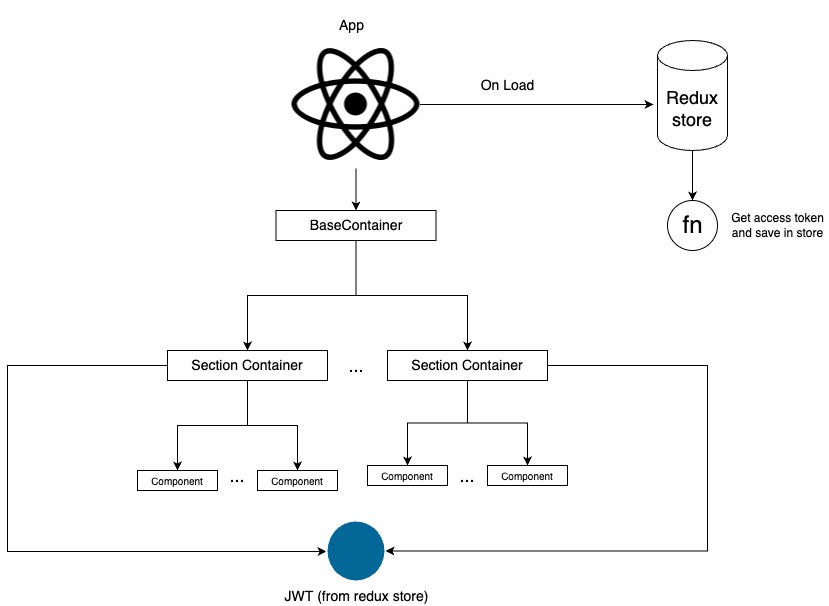 App
On Load
Redux
store
fn
Get access token
and save in store
BaseContainer
Section Container
...
Section Container
Component
...
Component
Component
...
Component
JWT (from redux store)